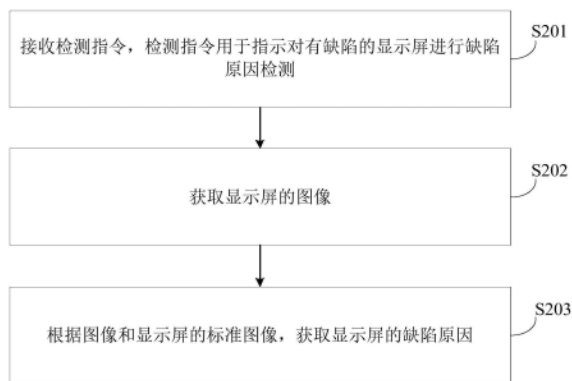 接收检测指令，检测指令用于指示对有缺陷的显示屏进行缺陷
原因检测
S201
获取显示屏的图像
S202
根据图像和显示屏的标准图像，获取显示屏的缺陷原因
S203